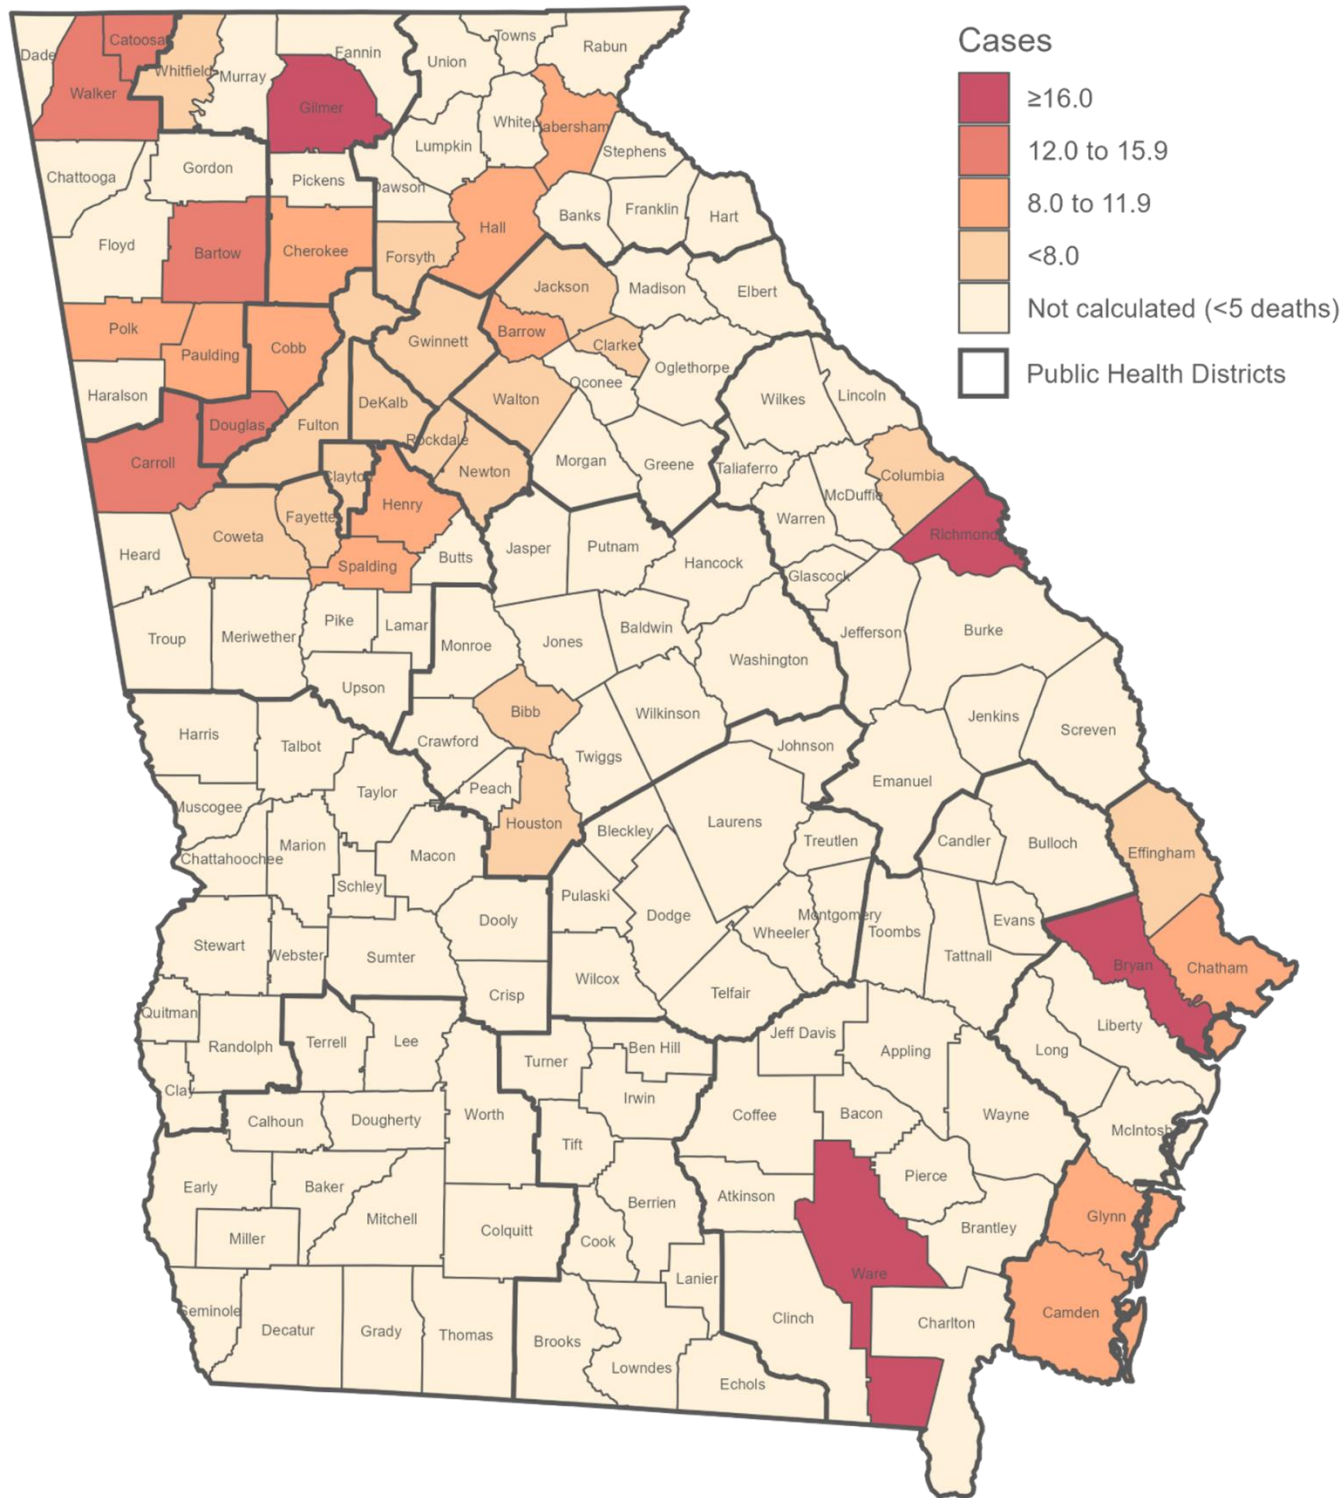 Cases
≥16.0
12.0 to 15.9
8.0 to 11.9
<8.0
Not calculated (<5 deaths)
Public Health Districts
Dade
Catoosa
Walker
Whitfield
Murray
Fannin
Gilmer
Union
Towns
Rabun
White
Habersham
Lumpkin
Stephens
Chattooga
Gordon
Pickens
Dawson
Banks
Franklin
Hart
Floyd
Bartow
Cherokee
Forsyth
Hall
Jackson
Madison
Elbert
Polk
Paulding
Cobb
Gwinnett
Barrow
Clarke
Oglethorpe
Oconee
Haralson
Douglas
Fulton
DeKalb
Walton
Wilkes
Lincoln
Carroll
Clayton
Rockdale
Newton
Morgan
Greene
Taliaferro
McDuffie
Columbia
Warren
Richmond
Heard
Coweta
Fayette
Henry
Spalding
Butts
Jasper
Putnam
Hancock
Glascock
Troup
Meriwether
Pike
Lamar
Monroe
Jones
Baldwin
Washington
Jefferson
Burke
Upson
Bibb
Wilkinson
Jenkins
Screven
Harris
Talbot
Crawford
Twiggs
Johnson
Emanuel
Muscogee
Taylor
Peach
Houston
Bleckley
Laurens
Treutlen
Candler
Bulloch
Effingham
Chattahoochee
Marion
Schley
Macon
Pulaski
Dodge
Wheeler
Montgomery
Toombs
Evans
Tattnall
Bryan
Chatham
Stewart
Webster
Sumter
Dooly
Crisp
Wilcox
Telfair
Quitman
Randolph
Terrell
Lee
Turner
Ben Hill
Jeff Davis
Appling
Long
Liberty
Clay
Calhoun
Dougherty
Worth
Irwin
Tift
Coffee
Bacon
Wayne
McIntosh
Early
Baker
Mitchell
Miller
Colquitt
Cook
Berrien
Atkinson
Pierce
Brantley
Glynn
Lanier
Ware
Seminole
Decatur
Grady
Thomas
Brooks
Lowndes
Echols
Clinch
Charlton
Camden